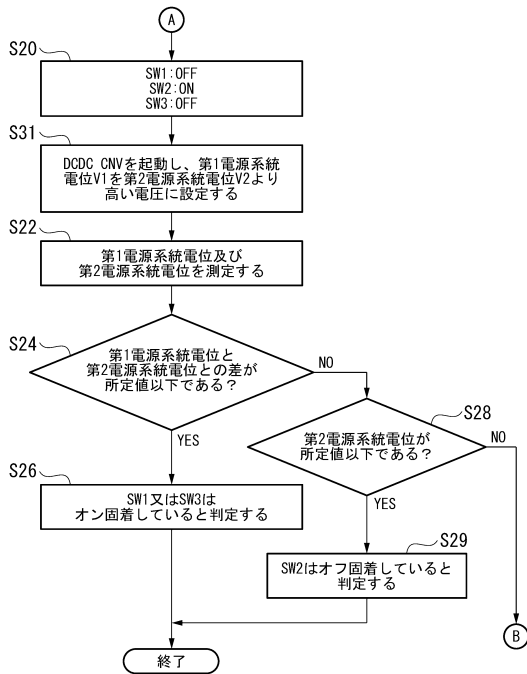 A
S20
SW1:OFF
SW2:ON
SW3:OFF
S31
DCDC CNVを起動し、第1電源系統
電位V1を第2電源系統電位V2より
高い電圧に設定する
S22
第1電源系統電位及び
第2電源系統電位を測定する
S24
第1電源系統電位と
第2電源系統電位との差が
所定値以下である?
NO
YES
S28
第2電源系統電位が
所定値以下である?
NO
YES
S26
SW1又はSW3は
オン固着していると判定する
S29
SW2はオフ固着していると
判定する
終了
B